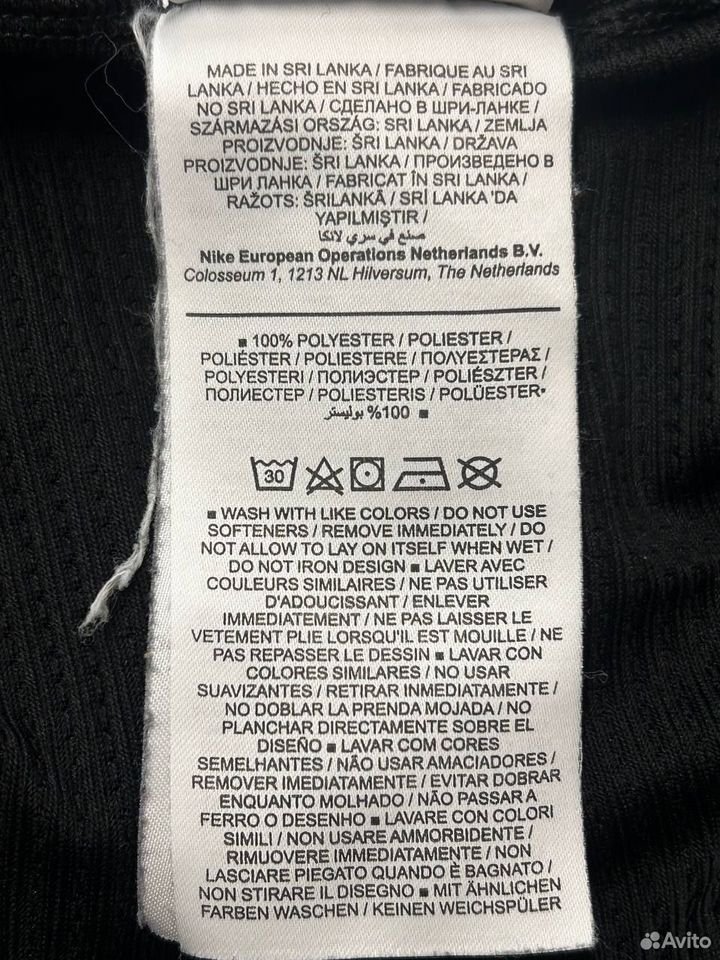 MADE IN SRI LANKA / FABRIQUE AU SRI
LANKA / HECHO EN SRI LANKA / FABRICADO
NO SRI LANKA / СДЕЛАНО В ШРИ-ЛАНКЕ /
SZÁRMAZÁSI ORSZÁG: SRI LANKA / ZEMLJA
PROIZVODNJE: ŠRI LANKA / DRŽAVA
PROIZVODNJE: ŠRI LANKA / ПРОИЗВЕДЕНО В
ШРИ ЛАНКА / FABRICAT ÎN SRI LANKA /
RAŽOTS: ŠRILANKĀ / SRİ LANKA 'DA
YAPILMIŞTIR /
صنع في سري لانكا
Nike European Operations Netherlands B.V.
Colosseum 1, 1213 NL Hilversum, The Netherlands
■ 100% POLYESTER / POLIESTER /
POLIÉSTER / POLIESTERE / ΠΟΛΥΕΣΤΕΡΑΣ /
POLYESTERI / ПОЛИЭСТЕР / POLIÉSZTER /
ПОЛИЕСТЕР / POLIESTERIS / POLÜESTER
100% بوليستر ■
30
■ WASH WITH LIKE COLORS / DO NOT USE
SOFTENERS / REMOVE IMMEDIATELY / DO
NOT ALLOW TO LAY ON ITSELF WHEN WET /
DO NOT IRON DESIGN ■ LAVER AVEC
COULEURS SIMILAIRES / NE PAS UTILISER
D'ADOUCISSANT / ENLEVER
IMMEDIATEMENT / NE PAS LAISSER LE
VETEMENT PLIE LORSQU'IL EST MOUILLE / NE
PAS REPASSER LE DESSIN ■ LAVAR CON
COLORES SIMILARES / NO USAR
SUAVIZANTES / RETIRAR INMEDIATAMENTE /
NO DOBLAR LA PRENDA MOJADA / NO
PLANCHAR DIRECTAMENTE SOBRE EL
DISEÑO ■ LAVAR COM CORES
SEMELHANTES / NÃO USAR AMACIADORES /
REMOVER IMEDIATAMENTE / EVITAR DOBRAR
ENQUANTO MOLHADO / NÃO PASSAR A
FERRO O DESENHO ■ LAVARE CON COLORI
SIMILI / NON USARE AMMORBIDENTE /
RIMUOVERE IMMEDIATAMENTE / NON
LASCIARE PIEGATO QUANDO È BAGNATO /
NON STIRARE IL DISEGNO ■ MIT ÄHNLICHEN
FARBEN WASCHEN / KEINEN WEICHSPÜLER
Avito